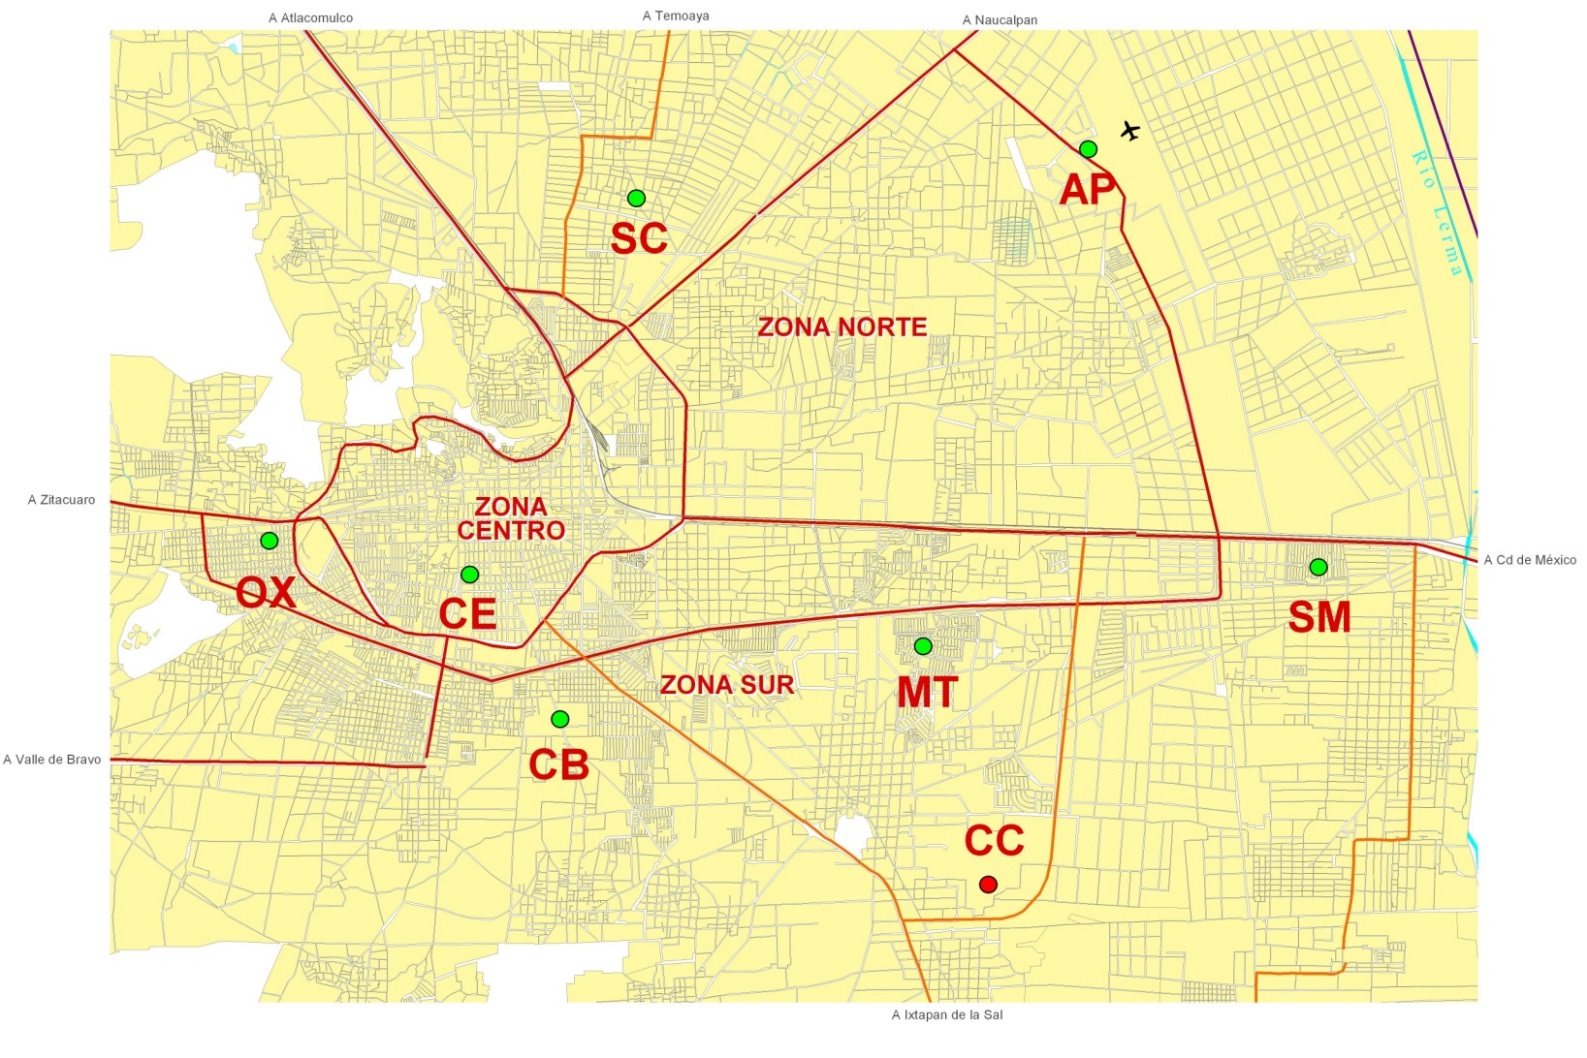 A Atlacomulco
A Temoaya
A Naucalpan
AP
Río Lerma
SC
ZONA NORTE
A Zitacuaro
ZONA
CENTRO
A Cd de México
OX
CE
SM
ZONA SUR
MT
A Valle de Bravo
CB
CC
A Ixtapan de la Sal